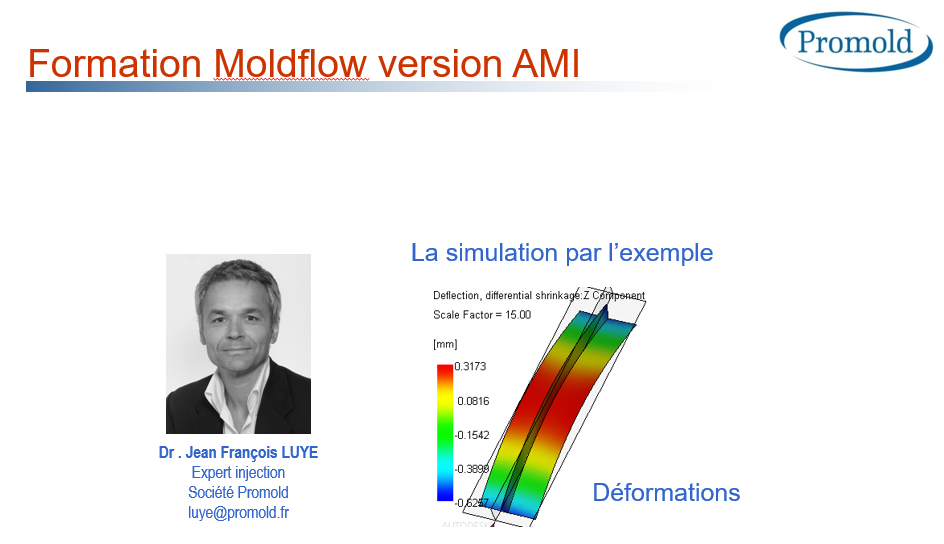 Formation Moldflow version AMI
Promold
La simulation par l’exemple
Deflection, differential shrinkage:Z Component
Scale Factor = 15.00
[mm]
0.3173
0.0816
-0.1542
-0.3899
-0.6257
AUTODESK
Déformations
Dr . Jean François LUYE
Expert injection
Société Promold
luye@promold.fr